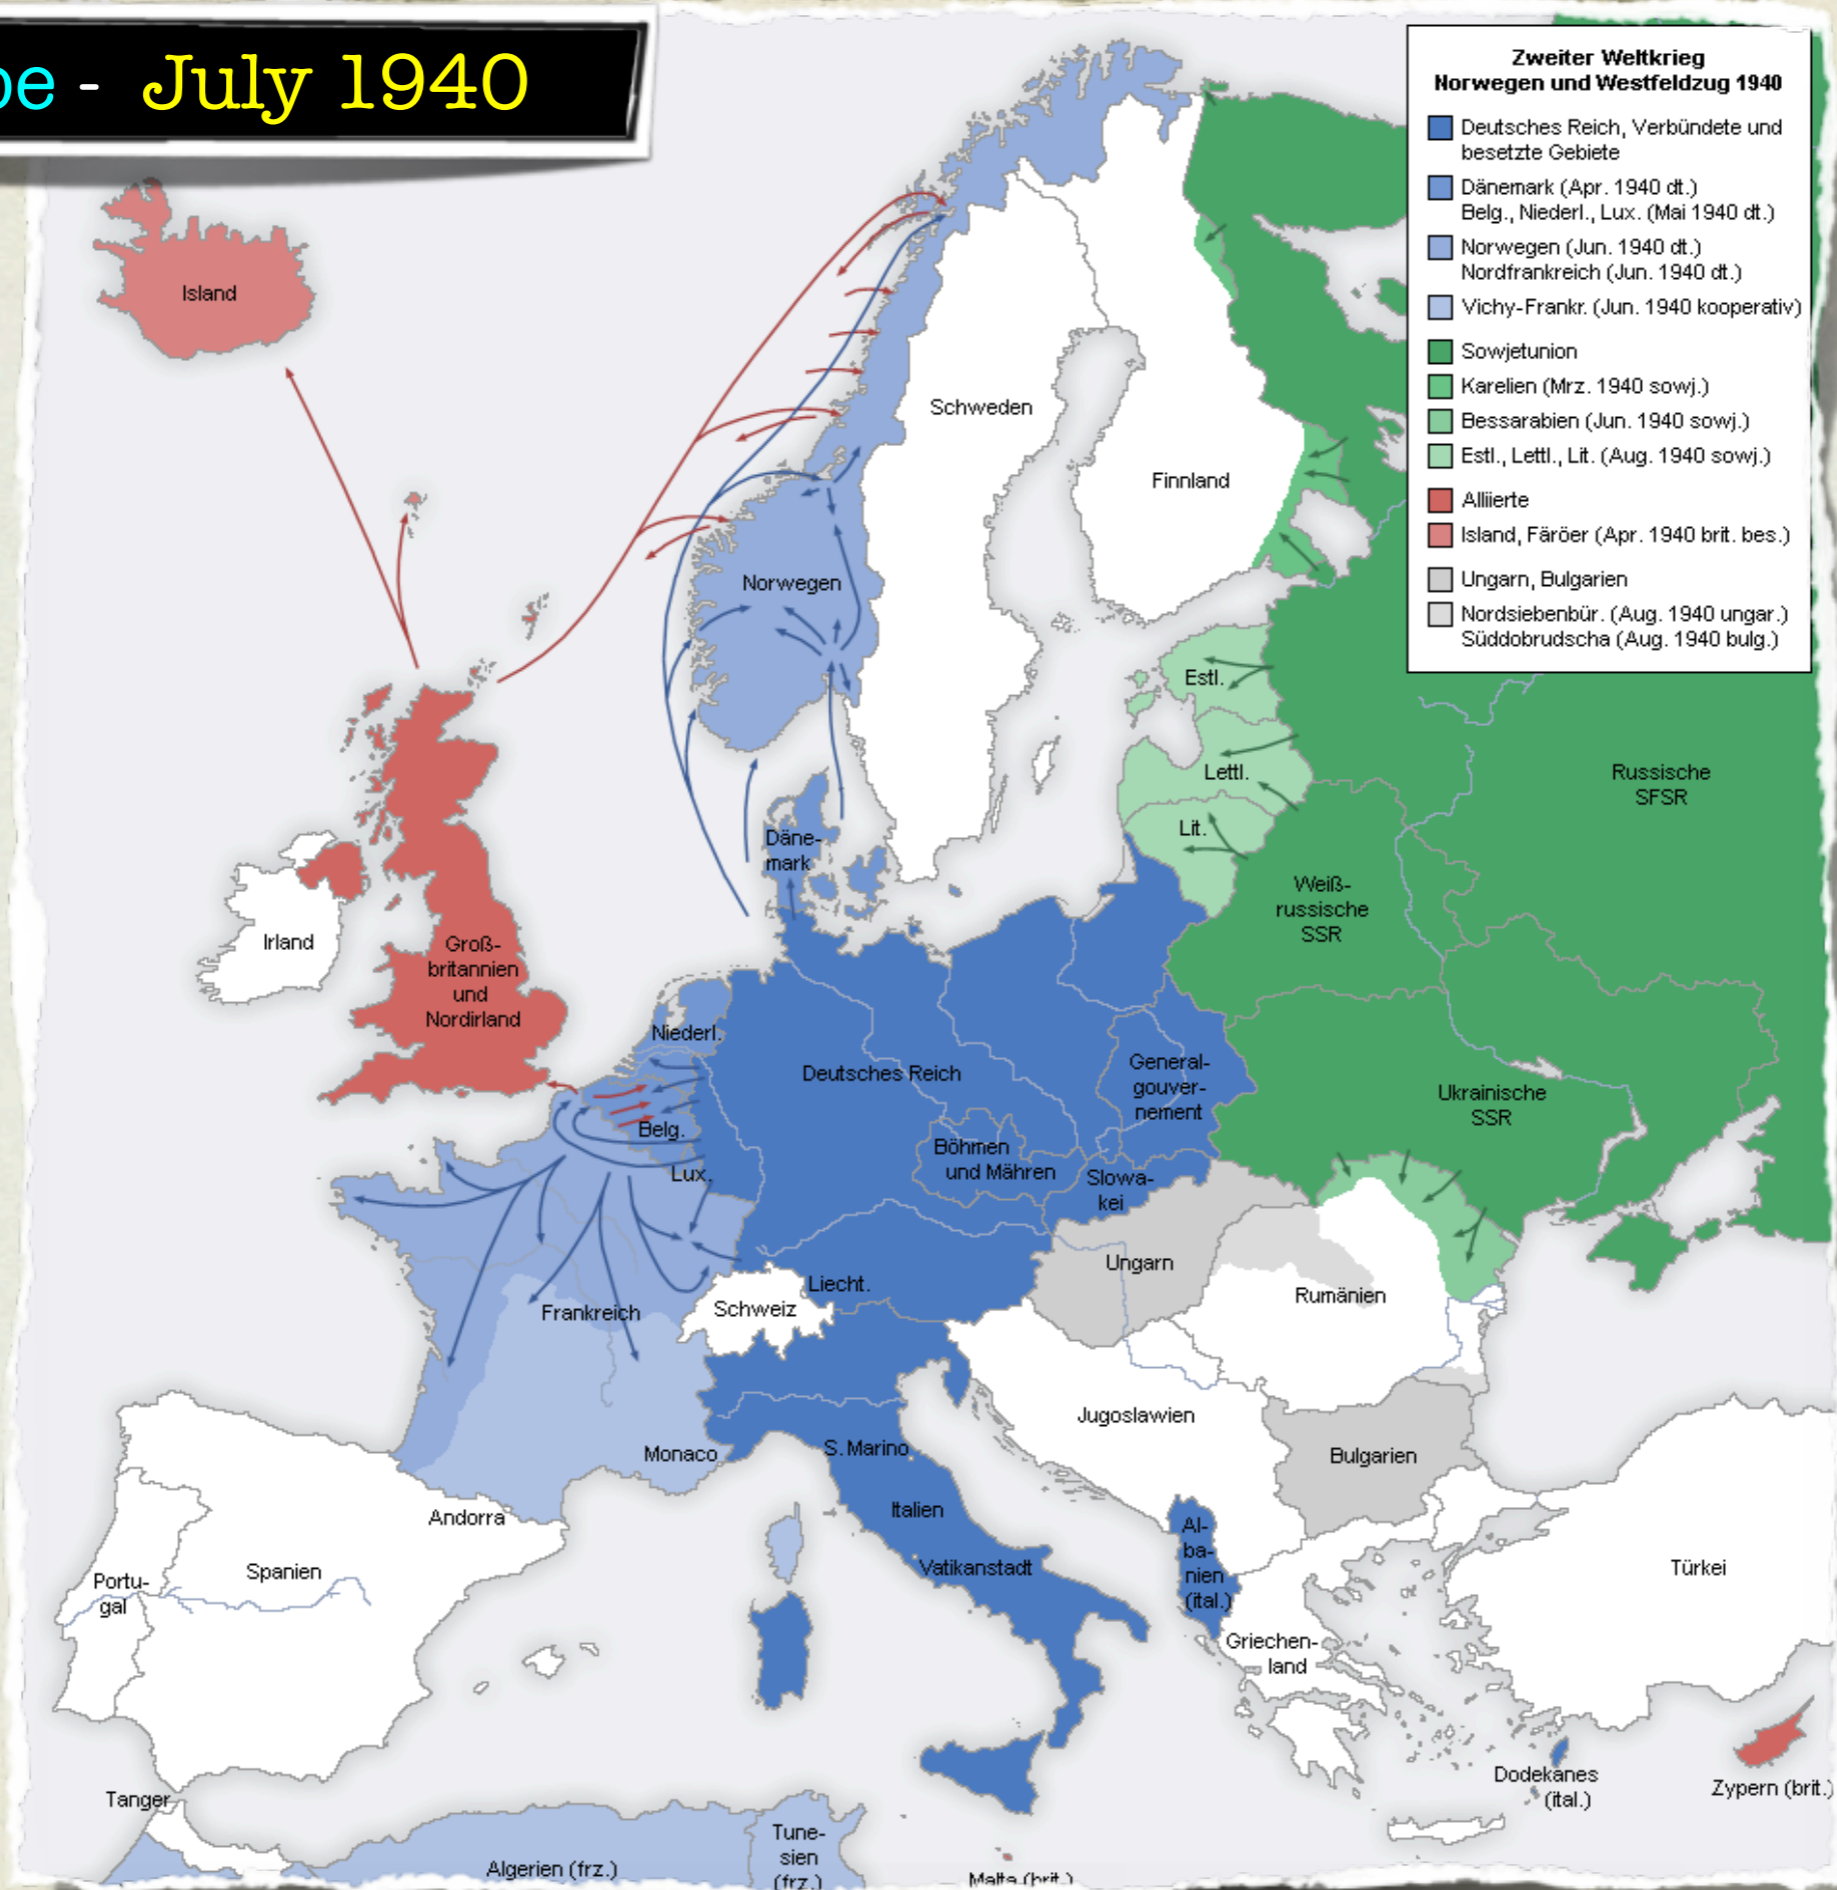 be - July 1940
Zweiter Weltkrieg
Norwegen und Westfeldzug 1940
Deutsches Reich, Verbündete und
besetzte Gebiete
Dänemark (Apr. 1940 dt.)
Belg., Niederl., Lux. (Mai 1940 dt.)
Norwegen (Jun. 1940 dt.)
Nordfrankreich (Jun. 1940 dt.)
Vichy-Frankr. (Jun. 1940 kooperativ)
Sowjetunion
Karelien (Mrz. 1940 sowj.)
Bessarabien (Jun. 1940 sowj.)
Estl., Lettl., Lit. (Aug. 1940 sowj.)
Alliierte
Island, Färöer (Apr. 1940 brit. bes.)
Ungarn, Bulgarien
Nordsiebenbür. (Aug. 1940 ungar.)
Süddobrudscha (Aug. 1940 bulg.)
Island
Schweden
Finnland
Norwegen
Estl.
Lettl.
Lit.
Russische
SFSR
Däne-
mark
Weiß-
russische
SSR
Irland
Groß-
britannien
und
Nordirland
Niederl.
Deutsches Reich
General-
gouver-
nement
Ukrainische
SSR
Belg.
Böhmen
und Mähren
Lux.
Slowa-
kei
Ungarn
Liecht.
Schweiz
Frankreich
Rumänien
Jugoslawien
Monaco
S. Marino
Bulgarien
Andorra
Italien
Al-
ba-
nien
(ital.)
Spanien
Portu-
gal
Vatikanstadt
Türkei
Griechen-
land
Dodekanes
(ital.)
Zypern (brit.)
Tanger
Algerien (frz.)
Tune-
sien
(frz.)
Malta (brit.)